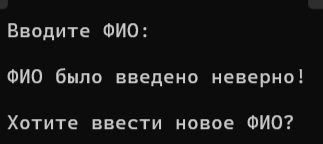 Вводите ФИО:
ФИО было введено неверно!
Хотите ввести новое ФИО?